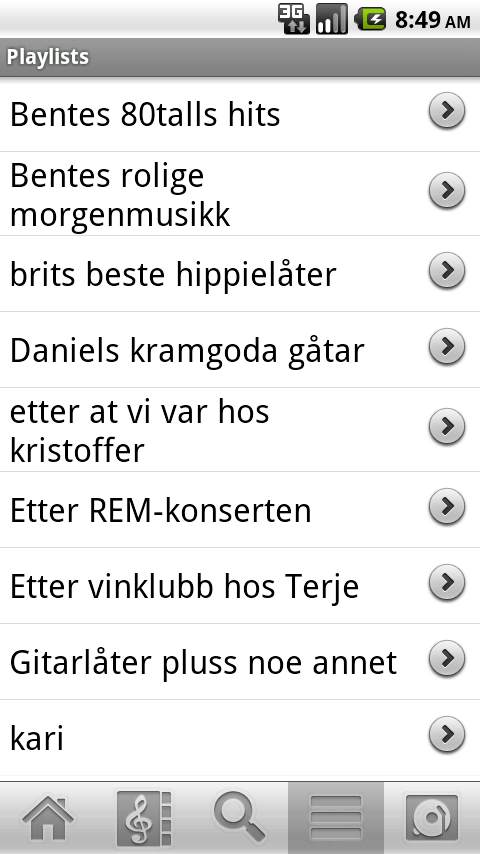 3G
8:49 AM
Playlists
Bentes 80talls hits
Bentes rolige
morgenmusikk
brits beste hippielåter
Daniels kramgoda gåtar
etter at vi var hos
kristoffer
Etter REM-konserten
Etter vinklubb hos Terje
Gitarlåter pluss noe annet
kari